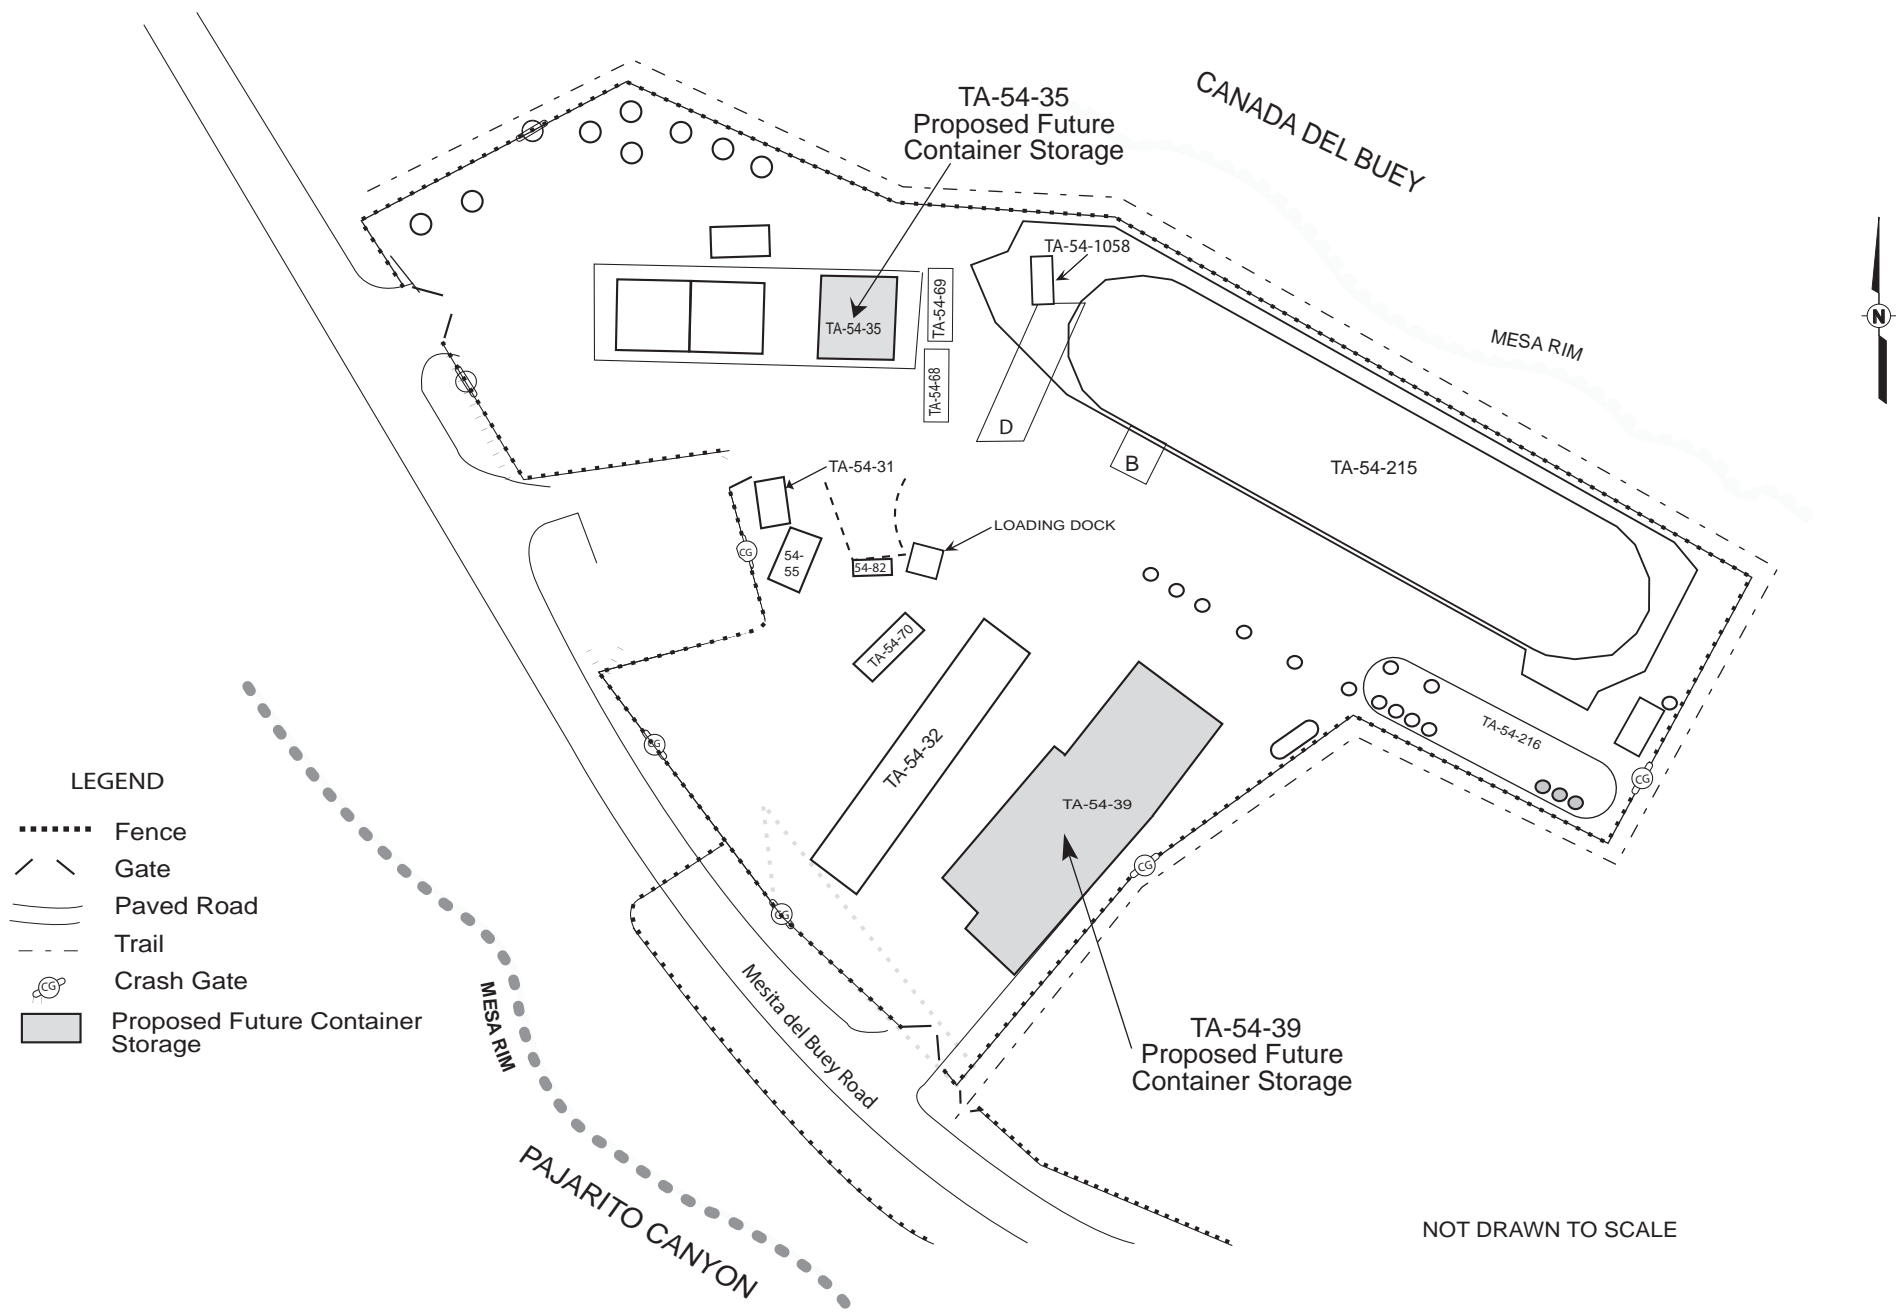 TA-54-35
Proposed Future
Container Storage
CANADA DEL BUEY
TA-54-1058
TA-54-69
TA-54-35
N
MESA RIM
TA-54-68
D
B
TA-54-31
TA-54-215
LOADING DOCK
CG
54-
55
54-82
TA-54-70
CG
TA-54-32
TA-54-216
CG
TA-54-39
CG
CG
LEGEND
Fence
Gate
Paved Road
Trail
CG
Crash Gate
Proposed Future Container
Storage
MESA RIM
Mesita del Buey Road
TA-54-39
Proposed Future
Container Storage
PAJARITO CANYON
NOT DRAWN TO SCALE